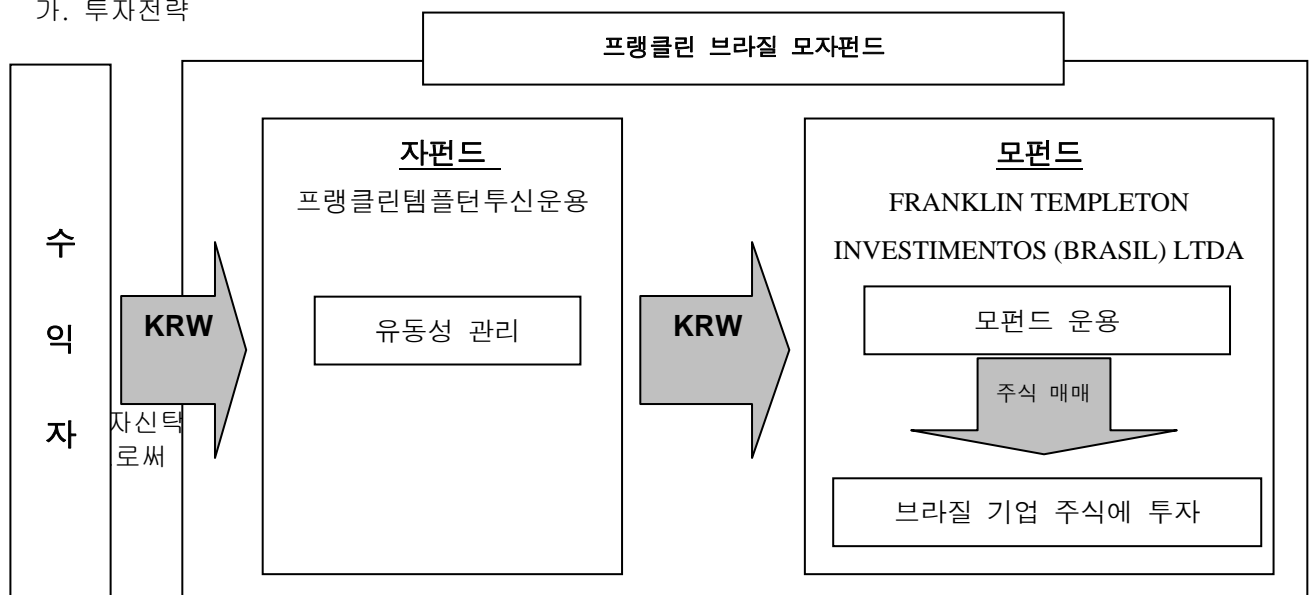 가. 투자전략
프랭클린 브라질 모자펀드
수
익
자
KRW
자펀드
프랭클린템플턴투신운용
유동성 관리
KRW
모펀드
FRANKLIN TEMPLETON
INVESTIMENTOS (BRASIL) LTDA
모펀드 운용
주식 매매
브라질 기업 주식에 투자
자신탁
로써